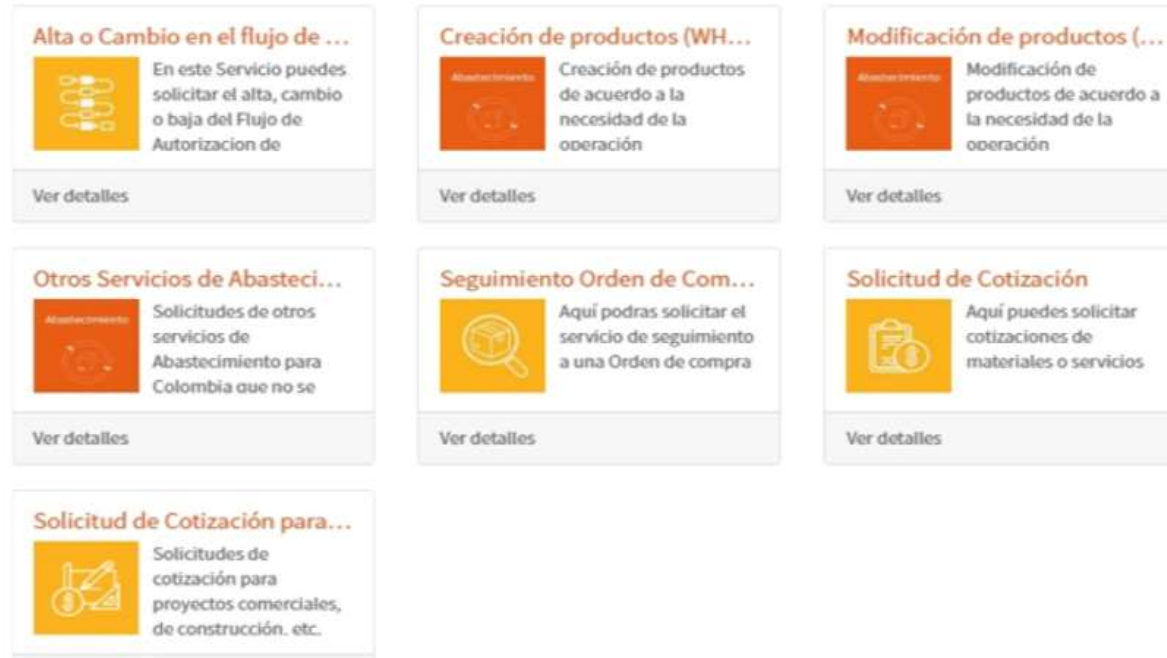 Alta o Cambio en el flujo de ...
En este Servicio puedes
solicitar el alta, cambio
o baja del Flujo de
Autorizacion de
Ver detalles
Creación de productos (WH...
Abastecimiento
Creación de productos
de acuerdo a la
necesidad de la
operación
Ver detalles
Modificación de productos (...
Abastecimiento
Modificación de
productos de acuerdo a
la necesidad de la
operación
Ver detalles
Otros Servicios de Abasteci...
Abastecimiento
Solicitudes de otros
servicios de
Abastecimiento para
Colombia que no se
Ver detalles
Seguimiento Orden de Com...
Aquí podras solicitar el
servicio de seguimiento
a una Orden de compra
Ver detalles
Solicitud de Cotización
Aquí puedes solicitar
cotizaciones de
materiales o servicios
Ver detalles
Solicitud de Cotización para...
Solicitudes de
cotización para
proyectos comerciales,
de construcción. etc.